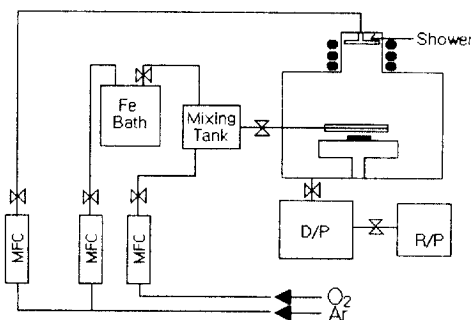 Shower
Fe
Bath
Mixing
Tank
MFC
MFC
MFC
D/P
R/P
O2
Ar